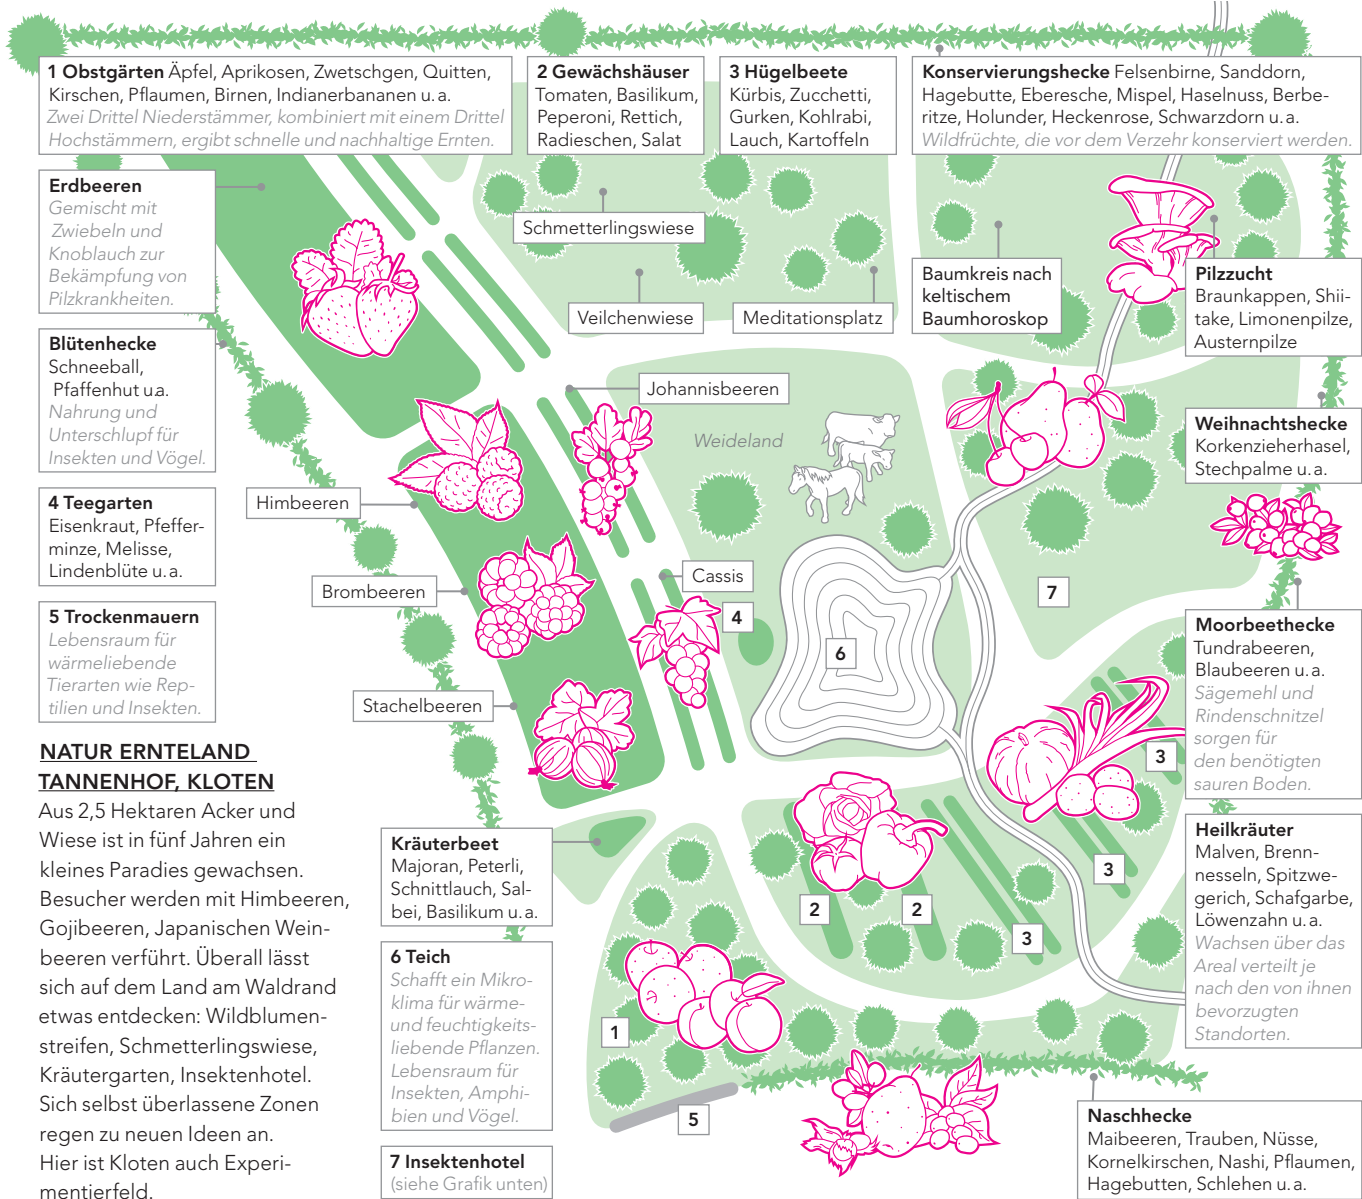 1 Obstgärten Äpfel, Aprikosen, Zwetschgen, Quitten,
Kirschen, Pflaumen, Birnen, Indianerbananen u. a.
Zwei Drittel Niederstämmer, kombiniert mit einem Drittel
Hochstämmern, ergibt schnelle und nachhaltige Ernten.
2 Gewächshäuser
Tomaten, Basilikum,
Peperoni, Rettich,
Radieschen, Salat
3 Hügelbeete
Kürbis, Zucchetti,
Gurken, Kohlrabi,
Lauch, Kartoffeln
Konservierungshecke Felsenbirne, Sanddorn,
Hagebutte, Eberesche, Mispel, Haselnuss, Berbe-
ritze, Holunder, Heckenrose, Schwarzdorn u. a.
Wildfrüchte, die vor dem Verzehr konserviert werden.
Erdbeeren
Gemischt mit
Zwiebeln und
Knoblauch zur
Bekämpfung von
Pilzkrankheiten.
Schmetterlingswiese
Veilchenwiese
Meditationsplatz
Baumkreis nach
keltischem
Baumhoroskop
Pilzzucht
Braunkappen, Shii-
take, Limonenpilze,
Austernpilze
Blütenhecke
Schneeball,
Pfaffenhut u.a.
Nahrung und
Unterschlupf für
Insekten und Vögel.
Johannisbeeren
Weideland
Weihnachtshecke
Korkenzieherhasel,
Stechpalme u. a.
4 Teegarten
Eisenkraut, Pfeffer-
minze, Melisse,
Lindenblüte u. a.
Himbeeren
Brombeeren
Cassis
4
7
6
5 Trockenmauern
Lebensraum für
wärmeliebende
Tierarten wie Rep-
tilien und Insekten.
Stachelbeeren
Moorbeethecke
Tundrabeeren,
Blaubeeren u. a.
Sägemehl und
Rindenschnitzel
sorgen für
den benötigten
sauren Boden.
3
NATUR ERNTELAND
TANNENHOF, KLOTEN
Aus 2,5 Hektaren Acker und
Wiese ist in fünf Jahren ein
kleines Paradies gewachsen.
Besucher werden mit Himbeeren,
Gojibeeren, Japanischen Wein-
beeren verführt. Überall lässt
sich auf dem Land am Waldrand
etwas entdecken: Wildblumen-
streifen, Schmetterlingswiese,
Kräutergarten, Insektenhotel.
Sich selbst überlassene Zonen
regen zu neuen Ideen an.
Hier ist Kloten auch Experi-
mentierfeld.
Kräuterbeet
Majoran, Peterli,
Schnittlauch, Sal-
bei, Basilikum u. a.
2
2
3
3
Heilkräuter
Malven, Brenn-
nesseln, Spitzwe-
gerich, Schafgarbe,
Löwenzahn u. a.
Wachsen über das
Areal verteilt je
nach den von ihnen
bevorzugten
Standorten.
6 Teich
Schafft ein Mikro-
klima für wärme-
und feuchtigkeits-
liebende Pflanzen.
Lebensraum für
Insekten, Amphi-
bien und Vögel.
1
5
7 Insektenhotel
(siehe Grafik unten)
Naschhecke
Maibeeren, Trauben, Nüsse,
Kornelkirschen, Nashi, Pflaumen,
Hagebutten, Schlehen u. a.